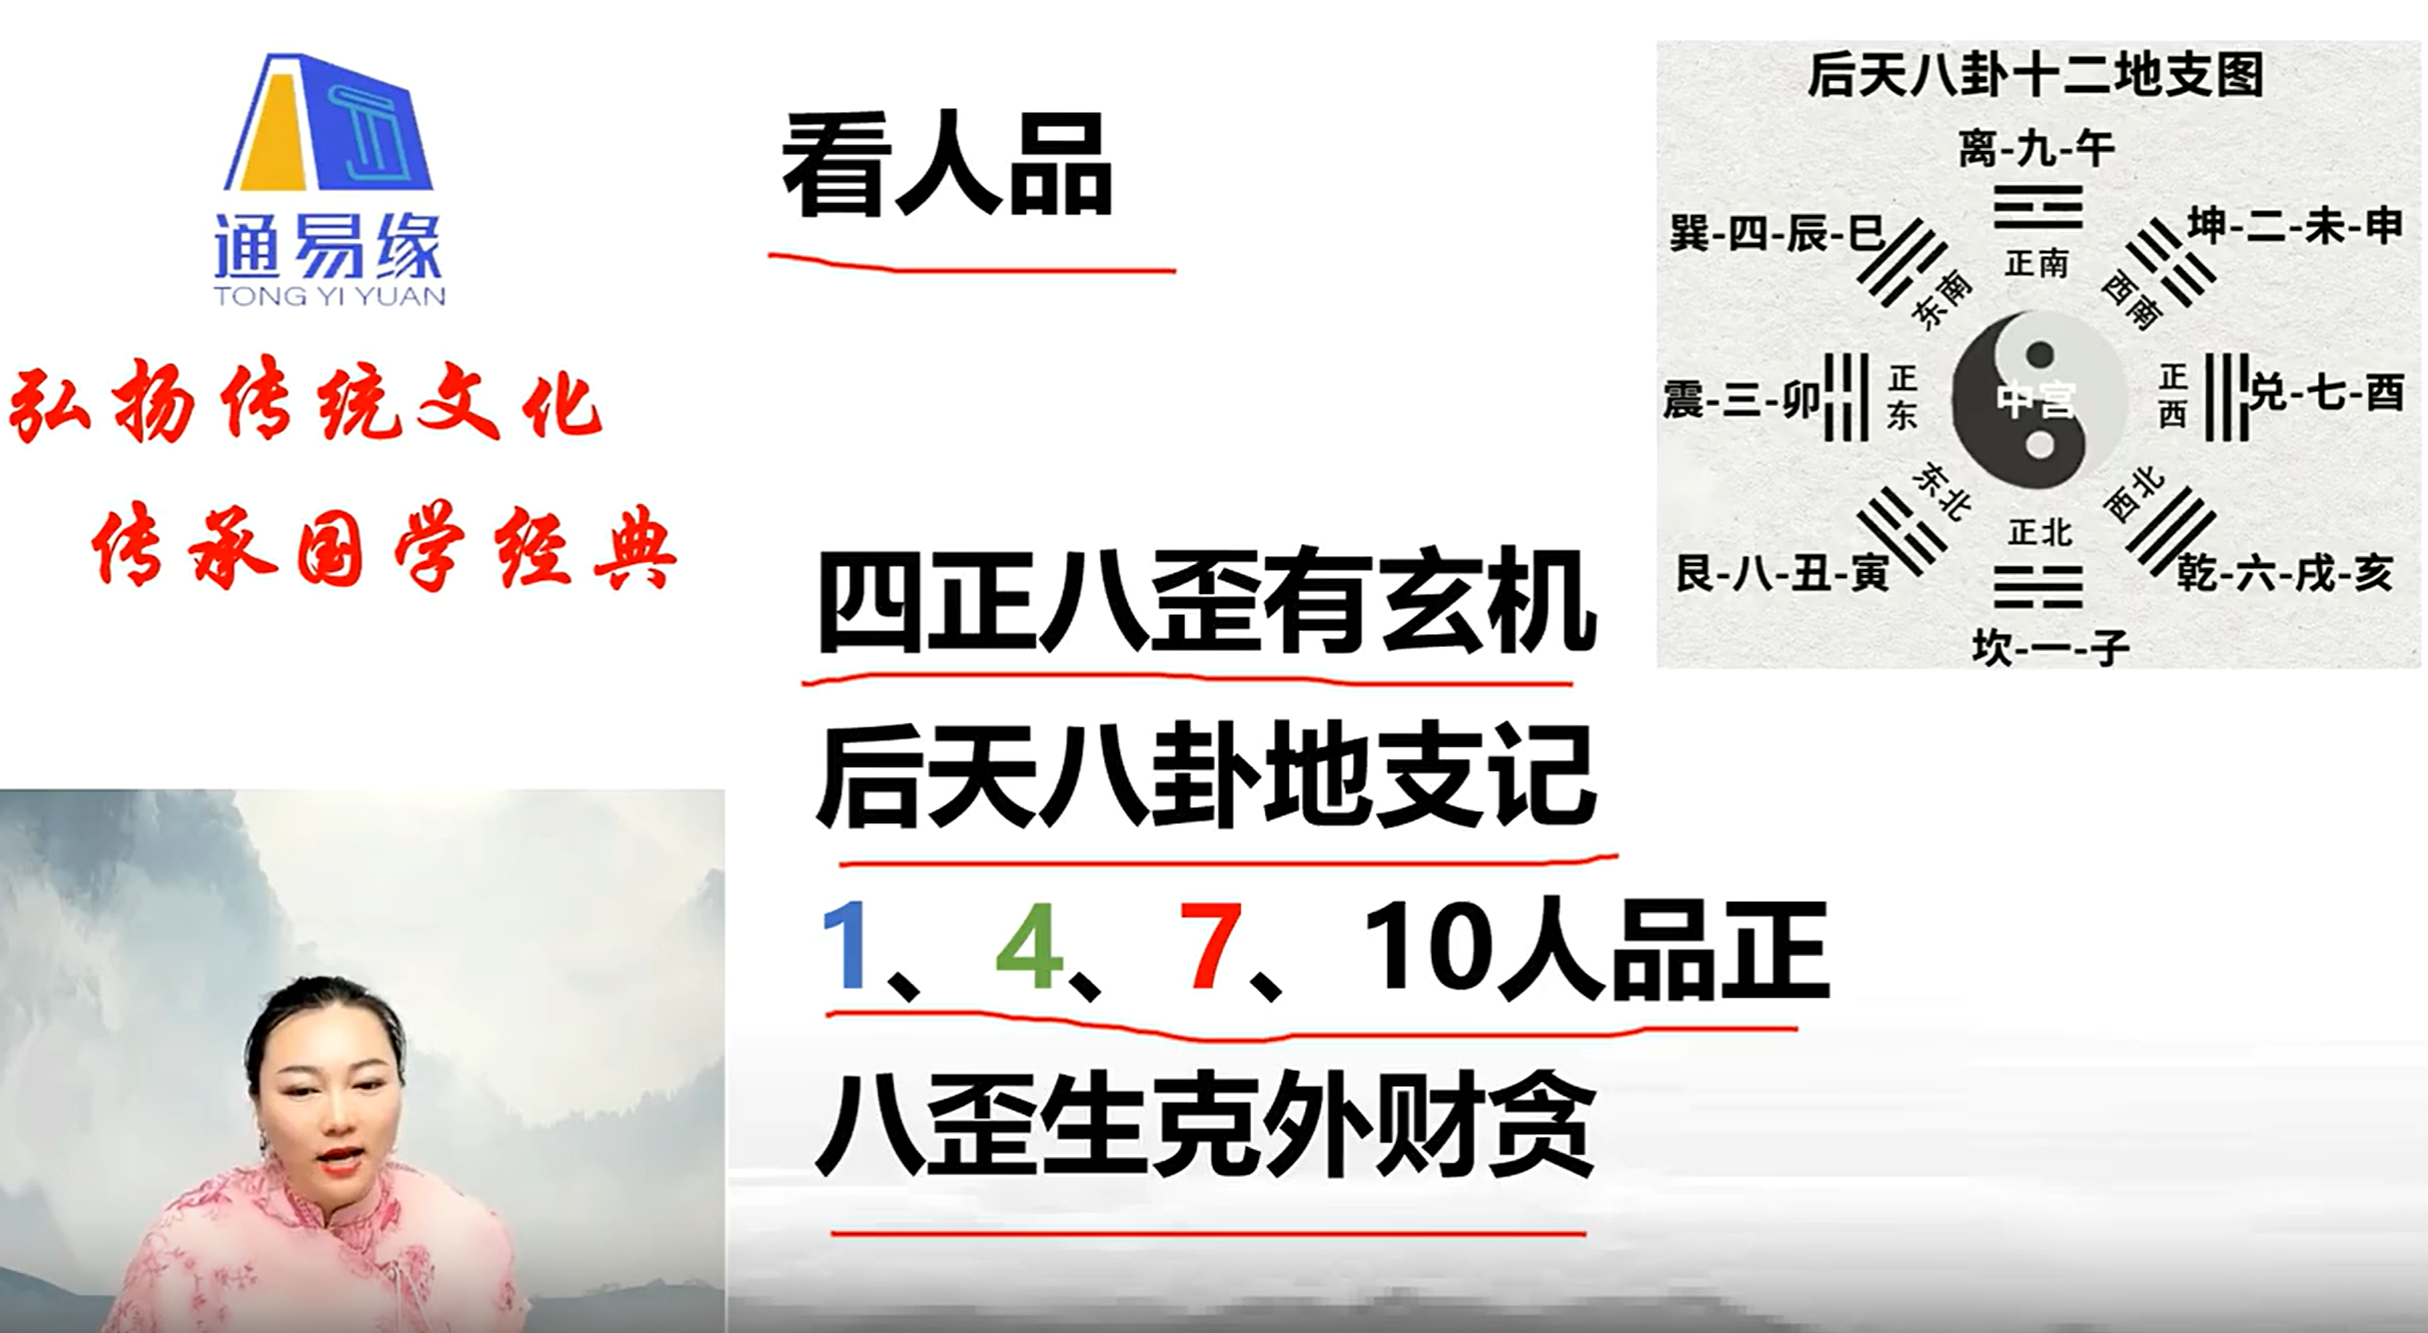 通易缘
TONG YI YUAN
弘扬传统文化
传承国学经典
看人品
四正八歪有玄机
后天八卦地支记
1、4、7、10人品正
八歪生克外财贪
后天八卦十二地支图
离-九-午
巽-四-辰-巳
坤-二-未-申
正南
东南
西南
震-三-卯
正东
中宫
正西
兑-七-酉
东北
西北
正北
艮-八-丑-寅
乾-六-戌-亥
坎-一-子